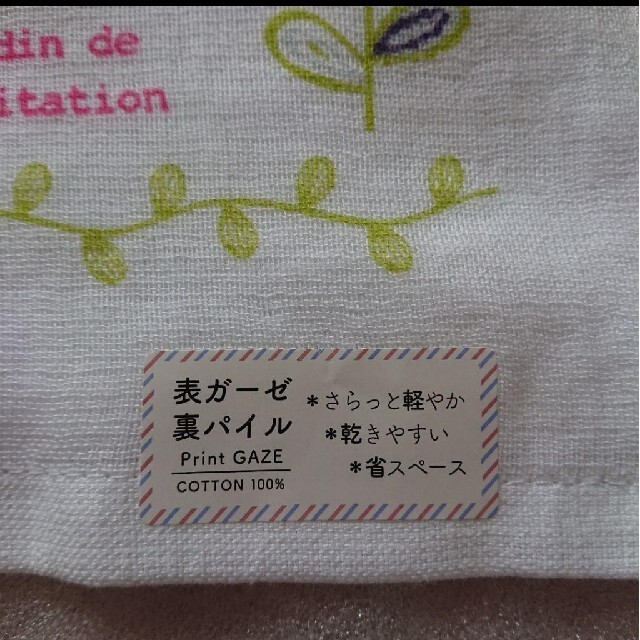 din de
itation
表ガーゼ
裏パイル
Print GAZE
COTTON 100%
*さらっと軽やか
*乾きやすい
*省スペース